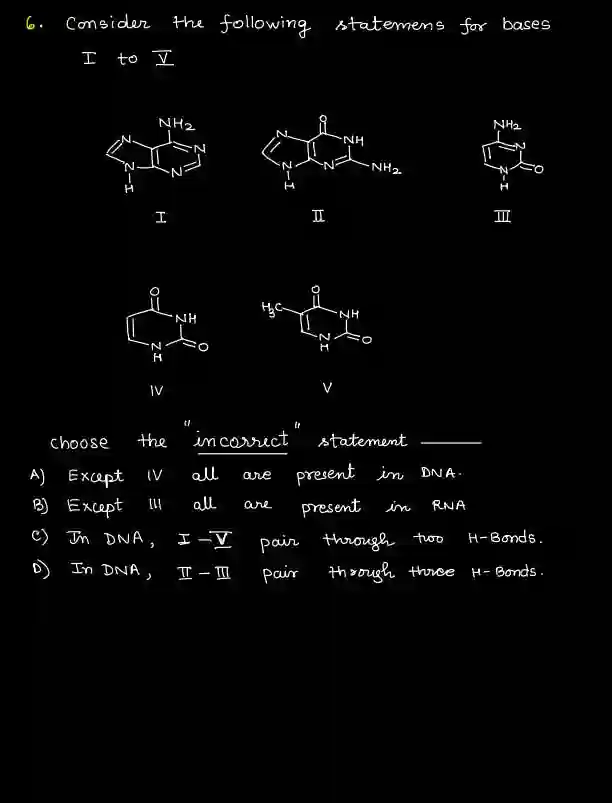 6. Consider the following statemens for bases
I to V
NH2 N N N N H
O N NH N N NH2 H
NH2 N N O H
I II III
O NH N O H
O H3C NH N O H
IV V
choose the "incorrect" statement ———
A) Except IV all are present in DNA.
B) Except III all are present in RNA
C) In DNA, I - V pair through two H-Bonds.
D) In DNA, II - III pair through three H-Bonds.